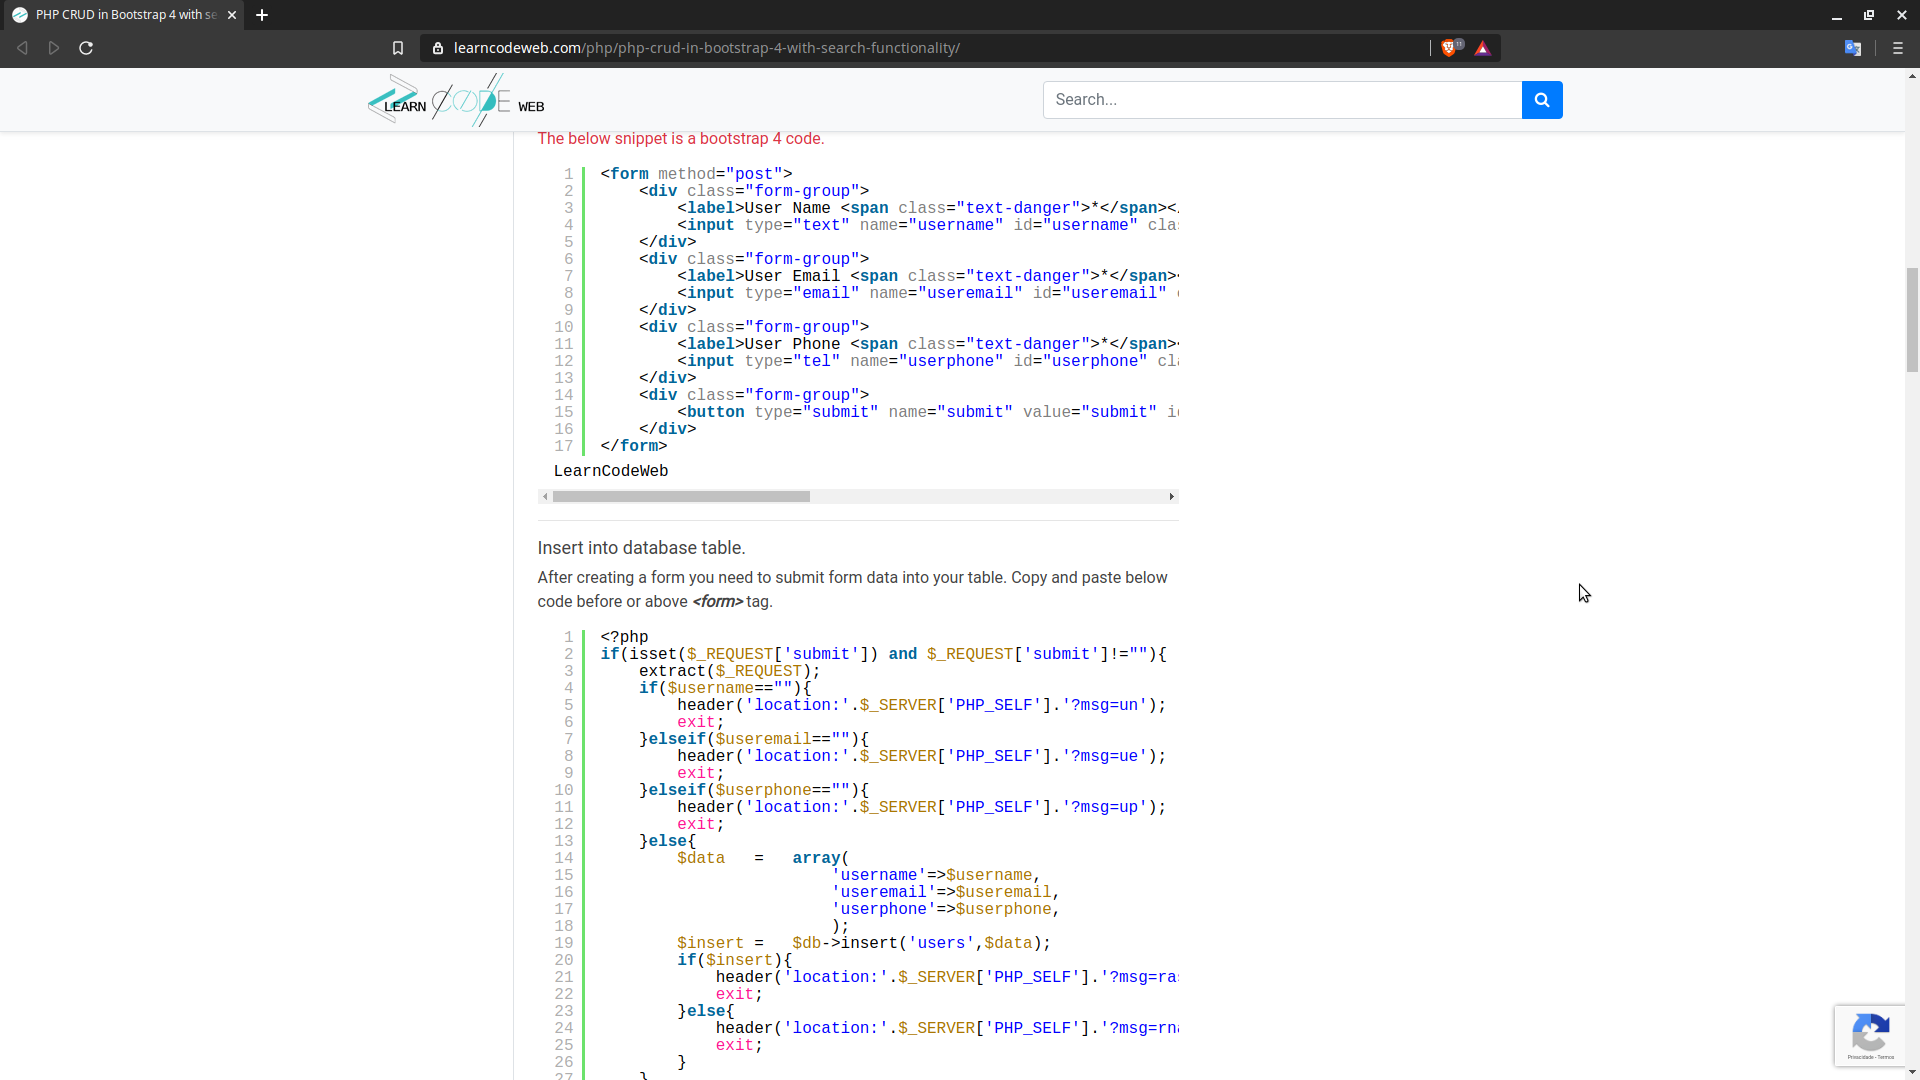 PHP CRUD in Bootstrap 4 with se
learncodeweb.com/php/php-crud-in-bootstrap-4-with-search-functionality/
LEARN CODE WEB
Search...
The below snippet is a bootstrap 4 code.
1 <form method="post">
2 <div class="form-group">
3 <label>User Name <span class="text-danger">*</span><
4 <input type="text" name="username" id="username" cla
5 </div>
6 <div class="form-group">
7 <label>User Email <span class="text-danger">*</span>
8 <input type="email" name="useremail" id="useremail"
9 </div>
10 <div class="form-group">
11 <label>User Phone <span class="text-danger">*</span>
12 <input type="tel" name="userphone" id="userphone" cl
13 </div>
14 <div class="form-group">
15 <button type="submit" name="submit" value="submit" i
16 </div>
17 </form>
LearnCodeWeb
Insert into database table.
After creating a form you need to submit form data into your table. Copy and paste below
code before or above <form> tag.
1 <?php
2 if(isset($_REQUEST['submit']) and $_REQUEST['submit']!=""){
3 extract($_REQUEST);
4 if($username==""){
5 header('location:'.$_SERVER['PHP_SELF'].'?msg=un');
6 exit;
7 }elseif($useremail==""){
8 header('location:'.$_SERVER['PHP_SELF'].'?msg=ue');
9 exit;
10 }elseif($userphone==""){
11 header('location:'.$_SERVER['PHP_SELF'].'?msg=up');
12 exit;
13 }else{
14 $data = array(
15 'username'=>$username,
16 'useremail'=>$useremail,
17 'userphone'=>$userphone,
18 );
19 $insert = $db->insert('users',$data);
20 if($insert){
21 header('location:'.$_SERVER['PHP_SELF'].'?msg=ra
22 exit;
23 }else{
24 header('location:'.$_SERVER['PHP_SELF'].'?msg=rn
25 exit;
26 }
27 }
Privacidade - Termos